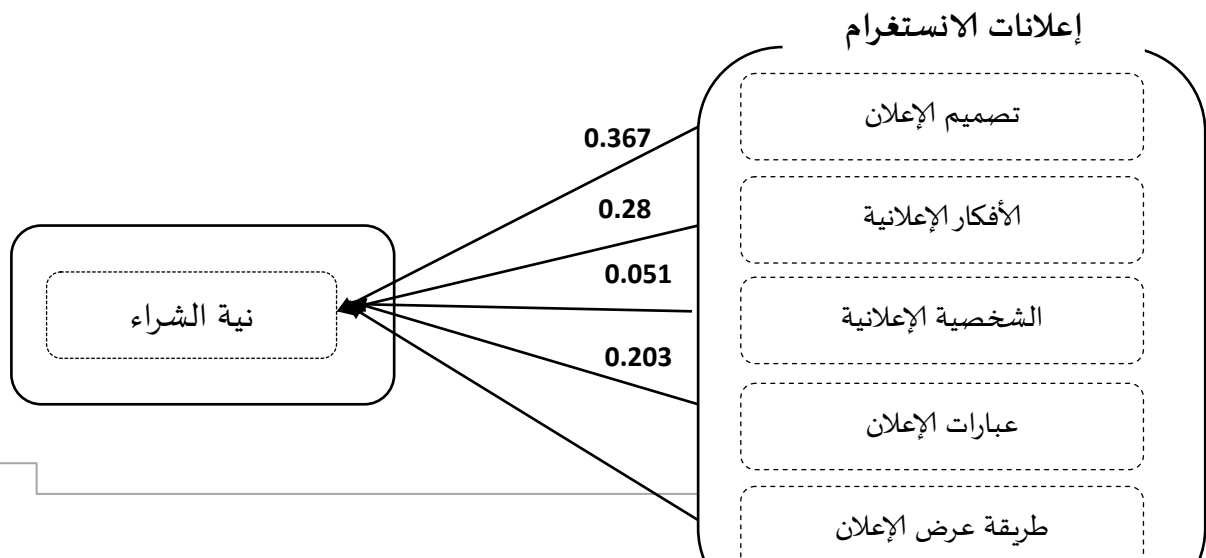 إعلانات الانستغرام
تصميم الإعلان
0.367
الأفكار الإعلانية
0.28
0.051
الشخصية الإعلانية
نية الشراء
0.203
عبارات الإعلان
طريقة عرض الإعلان